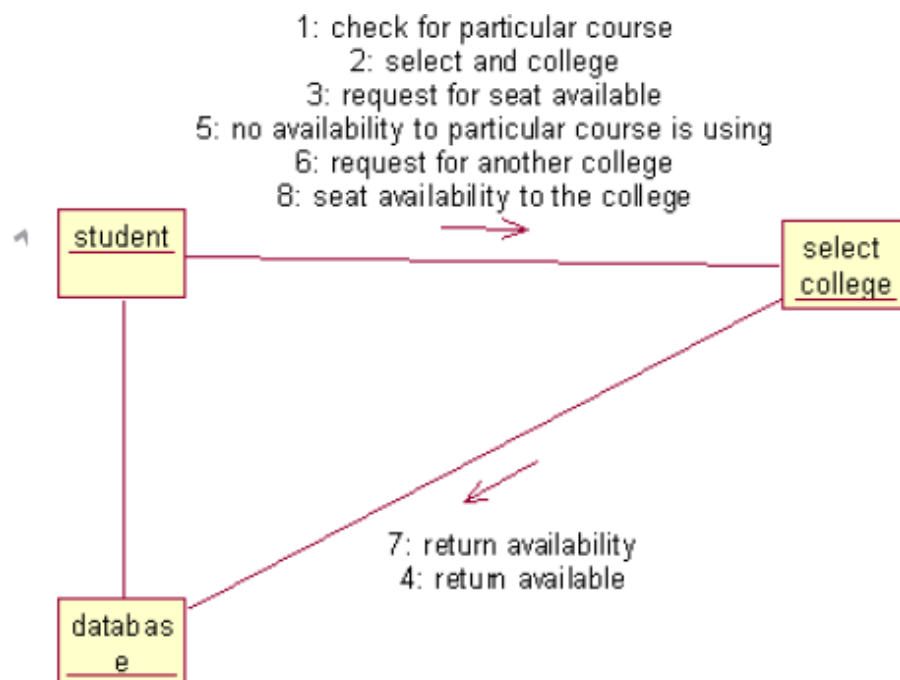 1: check for particular course
2: select and college
3: request for seat available
5: no availability to particular course is using
6: request for another college
8: seat availability to the college
student
select
college
7: return availability
4: return available
databas
e